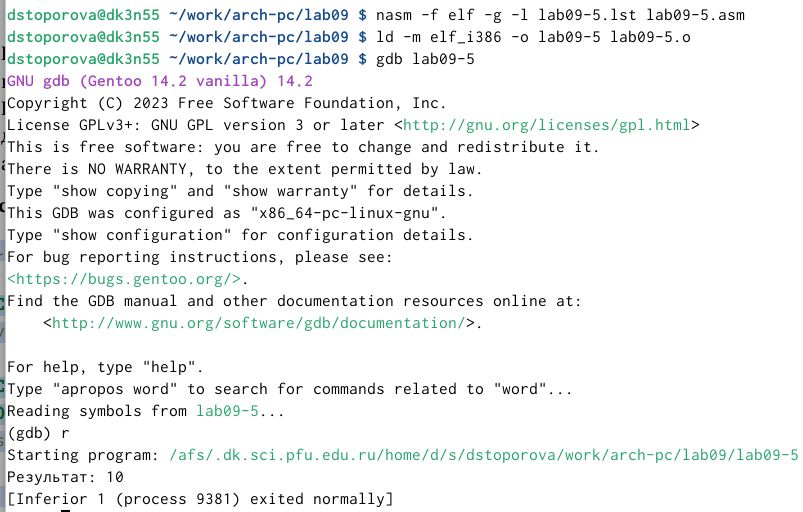 dstoporova@dk3n55 ~/work/arch-pc/lab09 $ nasm -f elf -g -l lab09-5.lst lab09-5.asm
dstoporova@dk3n55 ~/work/arch-pc/lab09 $ ld -m elf_i386 -o lab09-5 lab09-5.o
dstoporova@dk3n55 ~/work/arch-pc/lab09 $ gdb lab09-5
GNU gdb (Gentoo 14.2 vanilla) 14.2
Copyright (C) 2023 Free Software Foundation, Inc.
License GPLv3+: GNU GPL version 3 or later <http://gnu.org/licenses/gpl.html>
This is free software: you are free to change and redistribute it.
There is NO WARRANTY, to the extent permitted by law.
Type "show copying" and "show warranty" for details.
This GDB was configured as "x86_64-pc-linux-gnu".
Type "show configuration" for configuration details.
For bug reporting instructions, please see:
<https://bugs.gentoo.org/>.
Find the GDB manual and other documentation resources online at:
    <http://www.gnu.org/software/gdb/documentation/>.

For help, type "help".
Type "apropos word" to search for commands related to "word"...
Reading symbols from lab09-5...
(gdb) r
Starting program: /afs/.dk.sci.pfu.edu.ru/home/d/s/dstoporova/work/arch-pc/lab09/lab09-5
Результат: 10
[Inferior 1 (process 9381) exited normally]